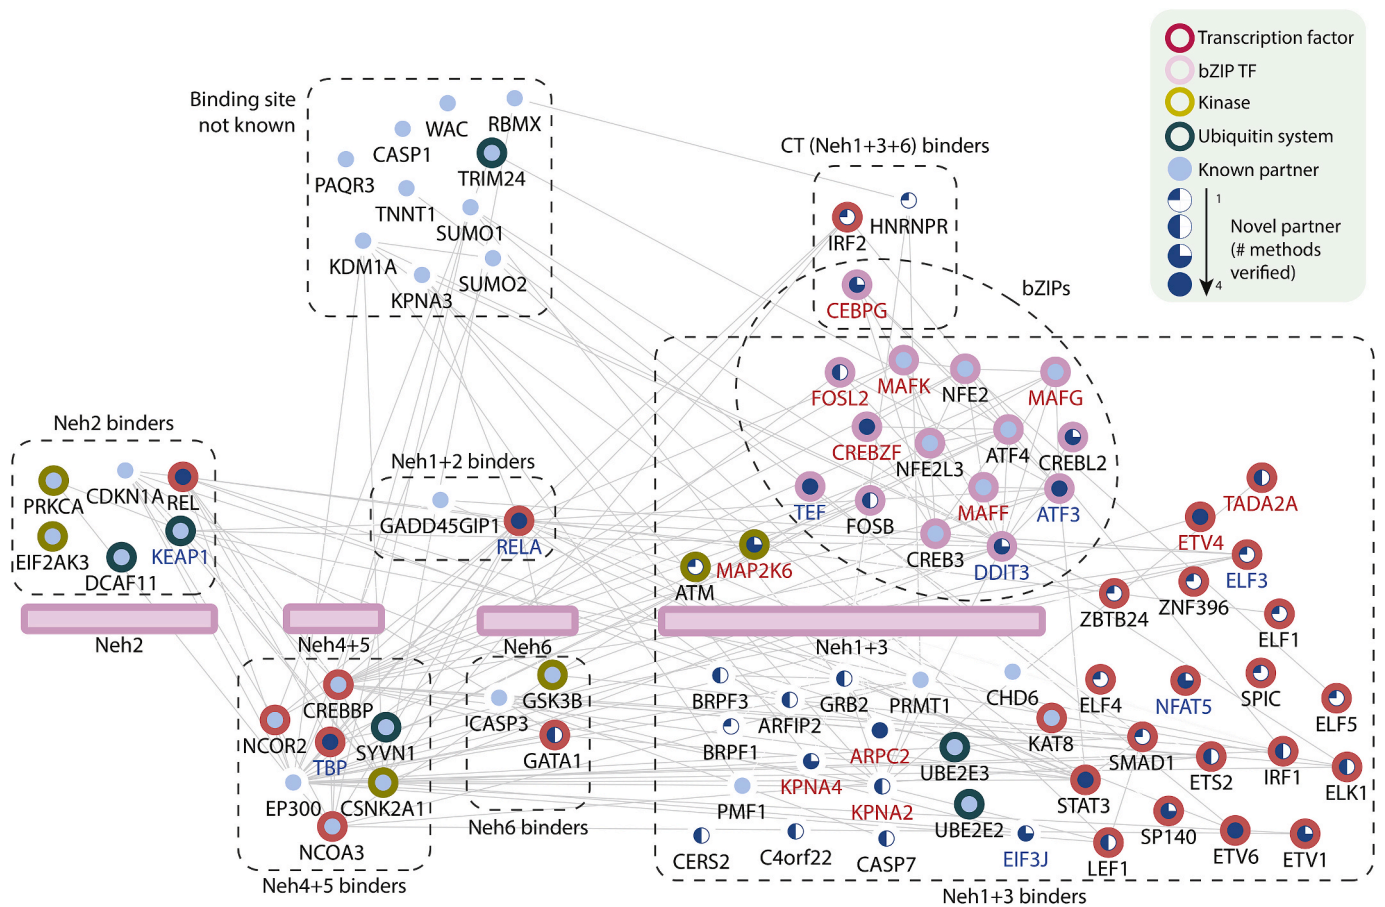 Transcription factor
bZIP TF
Kinase
Ubiquitin system
Known partner
1
Novel partner
(# methods
verified)
4
Binding site
not known
RBMX
WAC
CASP1
TRIM24
PAQR3
TNNT1
SUMO1
KDM1A
SUMO2
KPNA3
CT (Neh1+3+6) binders
HNRNPR
IRF2
CEBPG
bZIPs
FOSL2
MAFK
NFE2
MAFG
CREBZF
NFE2L3
ATF4
CREBL2
TEF
FOSB
MAFF
ATF3
CREB3
DDIT3
Neh2 binders
PRKCA
CDKN1A
REL
EIF2AK3
DCAF11
KEAP1
Neh1+2 binders
GADD45GIP1
RELA
MAP2K6
ATM
TADA2A
ETV4
ELF3
ZBTB24
ZNF396
ELF1
Neh2
Neh4+5
Neh6
Neh1+3
CREBBP
NCOR2
TBP
SYVN1
EP300
CSNK2A1
NCOA3
Neh4+5 binders
GSK3B
CASP3
GATA1
Neh6 binders
BRPF3
ARFIP2
GRB2
PRMT1
CHD6
ELF4
NFAT5
SPIC
ELF5
BRPF1
ARPC2
KAT8
SMAD1
ETS2
IRF1
ELK1
KPNA4
UBE2E3
STAT3
PMF1
KPNA2
UBE2E2
SP140
CERS2
C4orf22
CASP7
EIF3J
LEF1
ETV6
ETV1
Neh1+3 binders